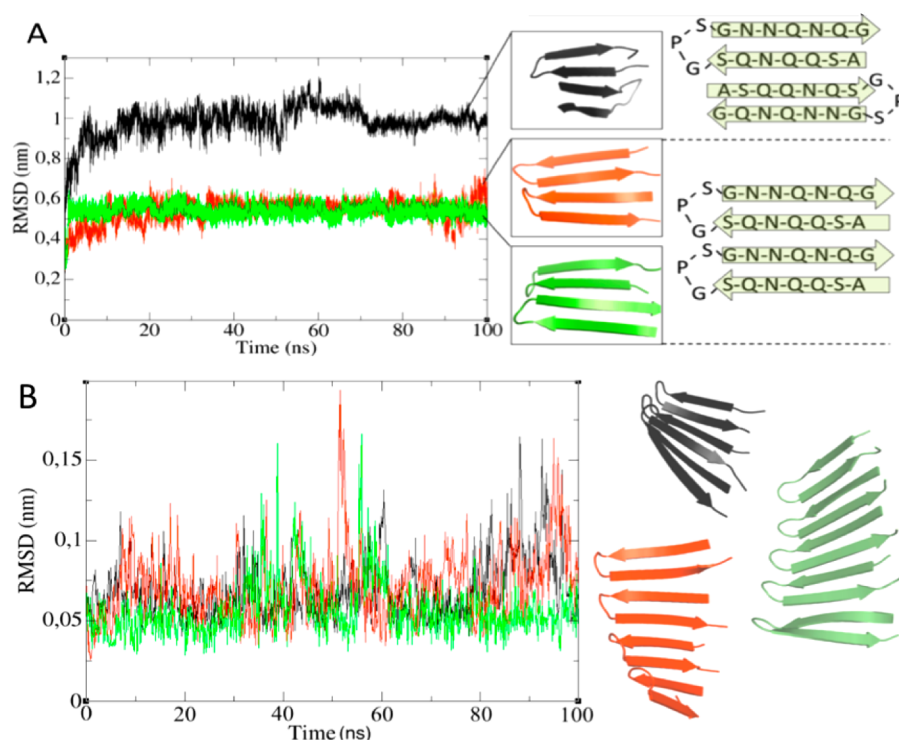 A
RMSD (nm)
1,2
1
0.8
0.6
0.4
0.2
0
0 20 40 60 80 100
Time (ns)
S
G-N-N-Q-N-Q-G
P
G
S-Q-N-Q-Q-S-A
A-S-Q-Q-N-Q-S
G
P
G-Q-N-Q-N-N-G
S
S
G-N-N-Q-N-Q-G
P
G
S-Q-N-Q-Q-S-A
S
G-N-N-Q-N-Q-G
P
G
S-Q-N-Q-Q-S-A
B
RMSD (nm)
0,15
0,1
0.05
0
0 20 40 60 80 100
Time (ns)